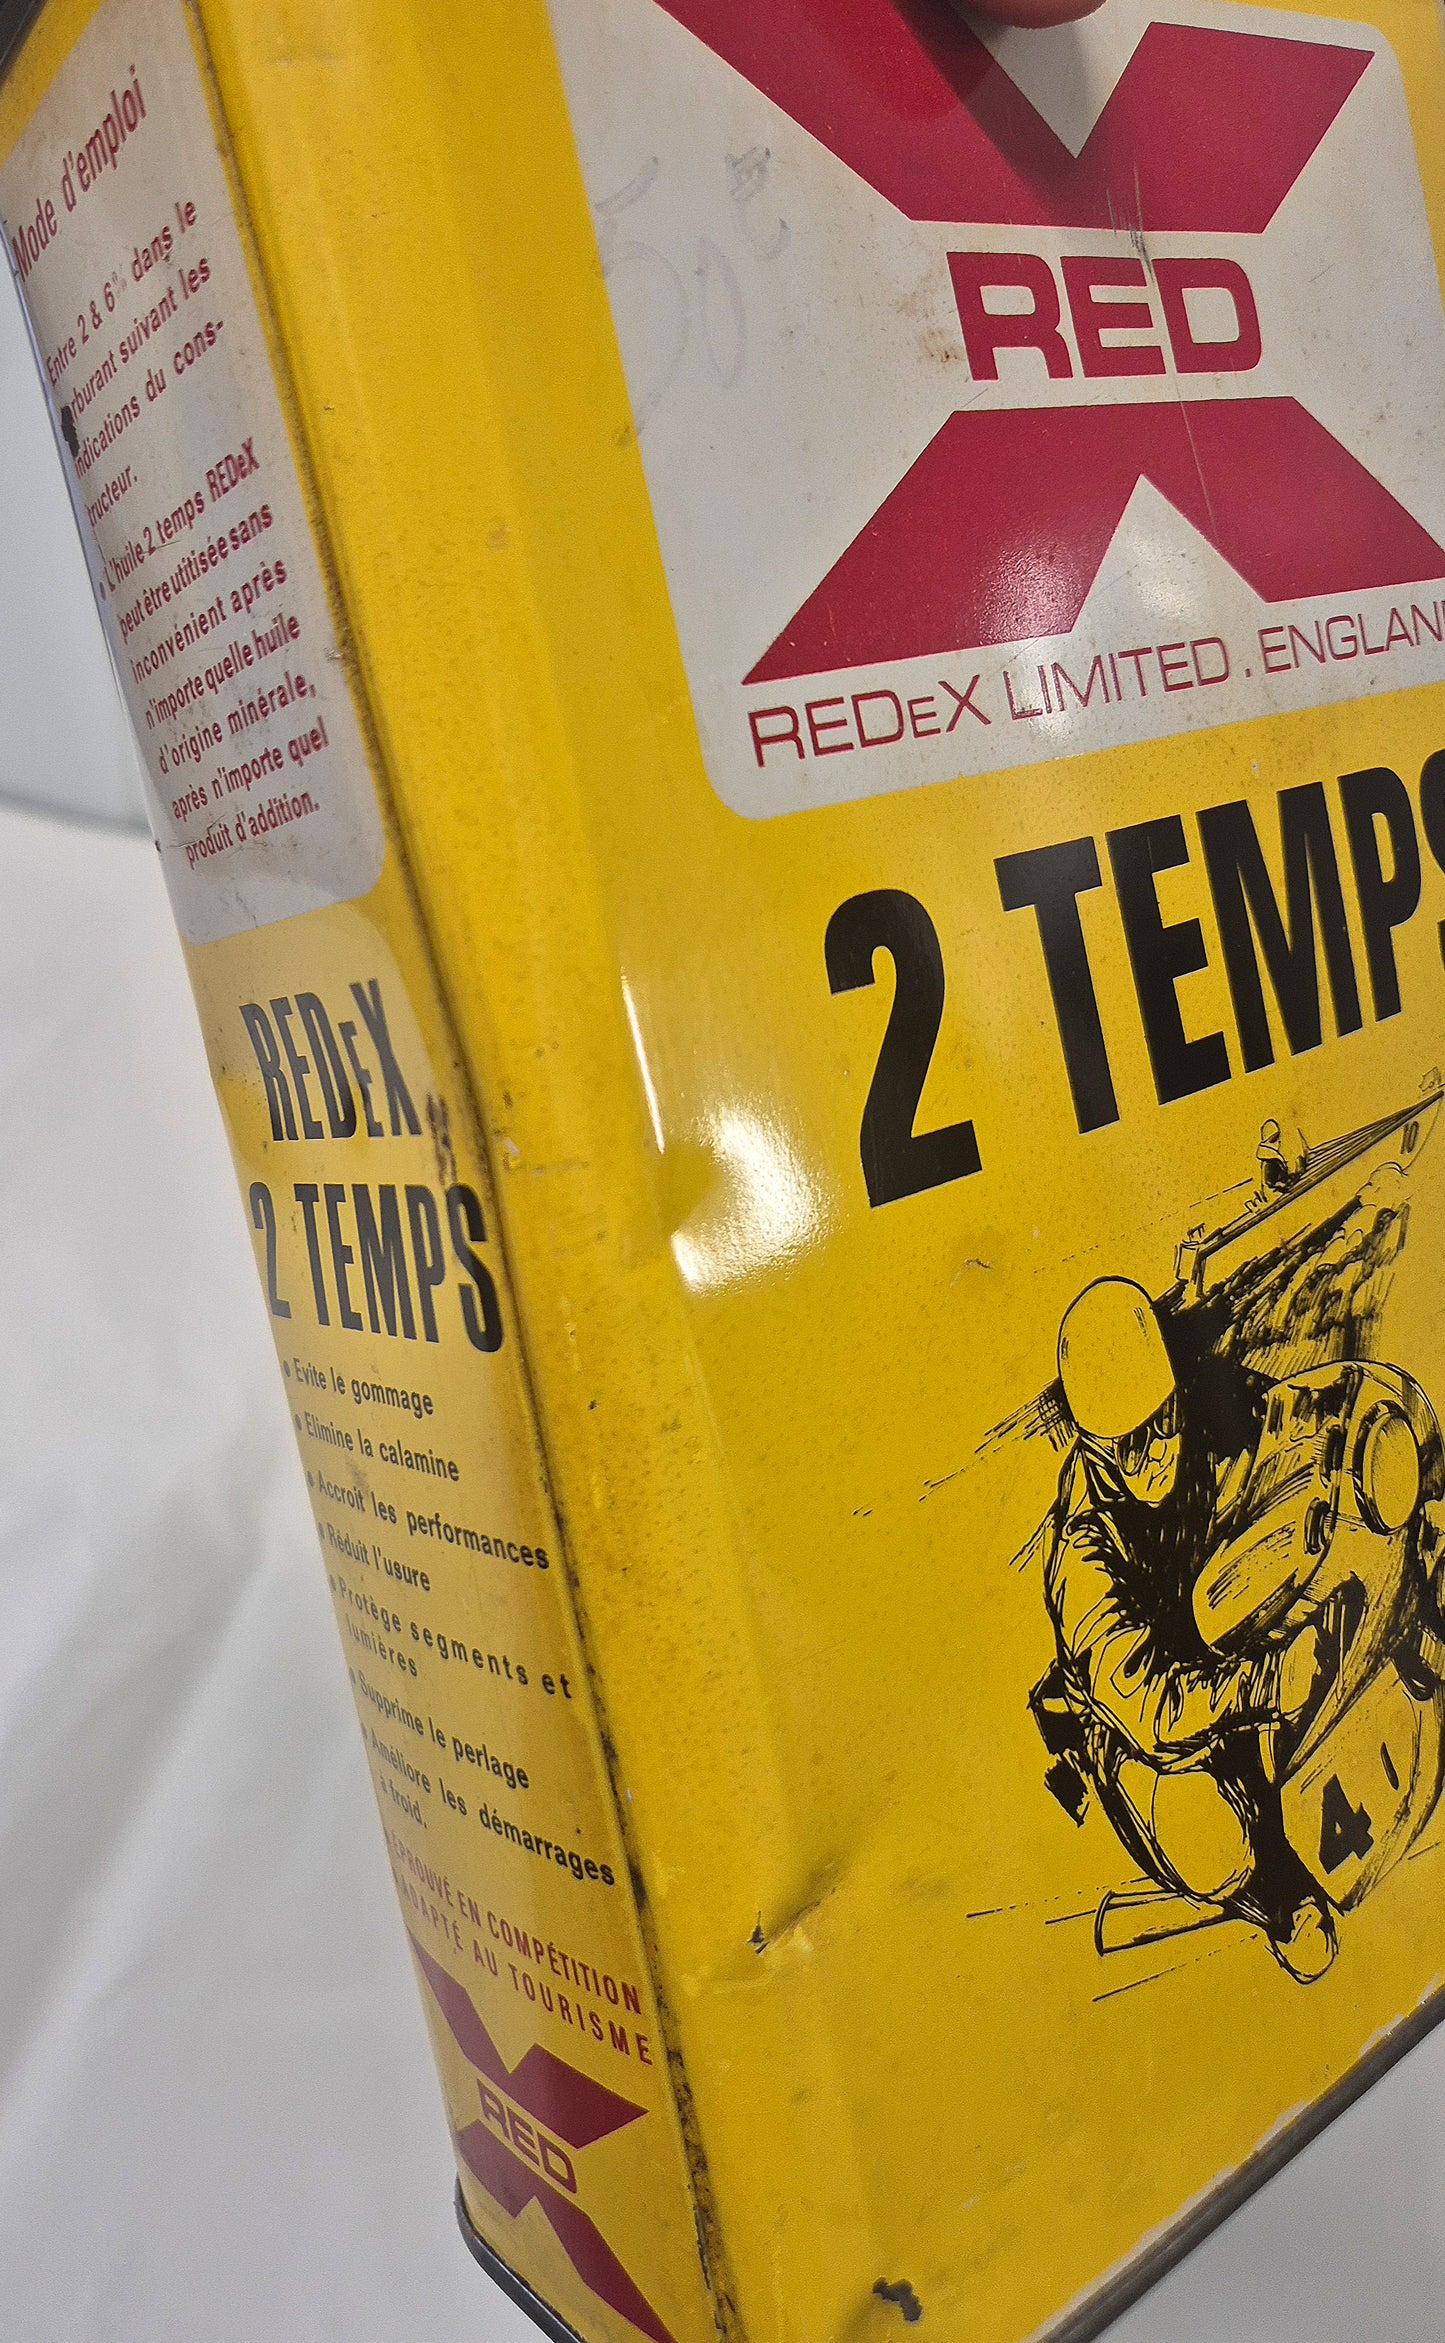 Mode d'emploi
Entre 2 & 6% dans le
rburant suivant les
indications du cons-
tructeur.
• L'huile 2 temps REDeX
peut être utitisée sans
inconvénient après
n'importe quelle huile
d'origine minérale,
après n'importe quel
produit d'addition.
REDeX
2 TEMPS
• Evite le gommage
• Elimine la calamine
• Accroit les performances
• Réduit l'usure
• Protège segments et
lumières
• Supprime le perlage
• Améliore les démarrages
à froid.
EPROUVÉ EN COMPÉTITION
ADAPTÉ AU TOURISME
RED
RED
REDeX LIMITED . ENGLAN
2 TEMPS
10
4